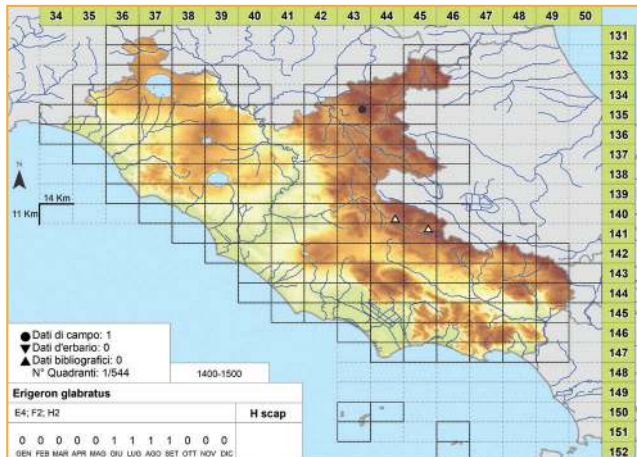 34 35 36 37 38 39 40 41 42 43 44 45 46 47 48 49 50
131
132
133
134
135
136
137
138
139
140
141
142
143
144
145
146
147
148
149
150
151
152
N
14 Km
11 Km
Dati di campo: 1
Dati d'erbario: 0
Dati bibliografici: 0
N° Quadranti: 1/544
1400-1500
Erigeron glabratus
E4; F2; H2
H scap
0 0 0 0 0 1 1 1 1 0 0 0
GEN FEB MAR APR MAG GIU LUG AGO SET OTT NOV DIC